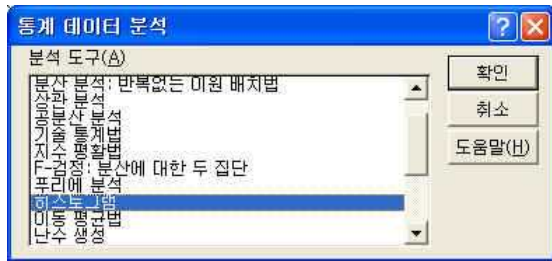 통계 데이터 분석
분석 도구(A)
분산 분석: 반복없는 이원 배치법
상관 분석
공분산 분석
기술 통계법
지수 평활법
F-검정: 분산에 대한 두 집단
푸리에 분석
히스토그램
이동 평균법
난수 생성
확인
취소
도움말(H)